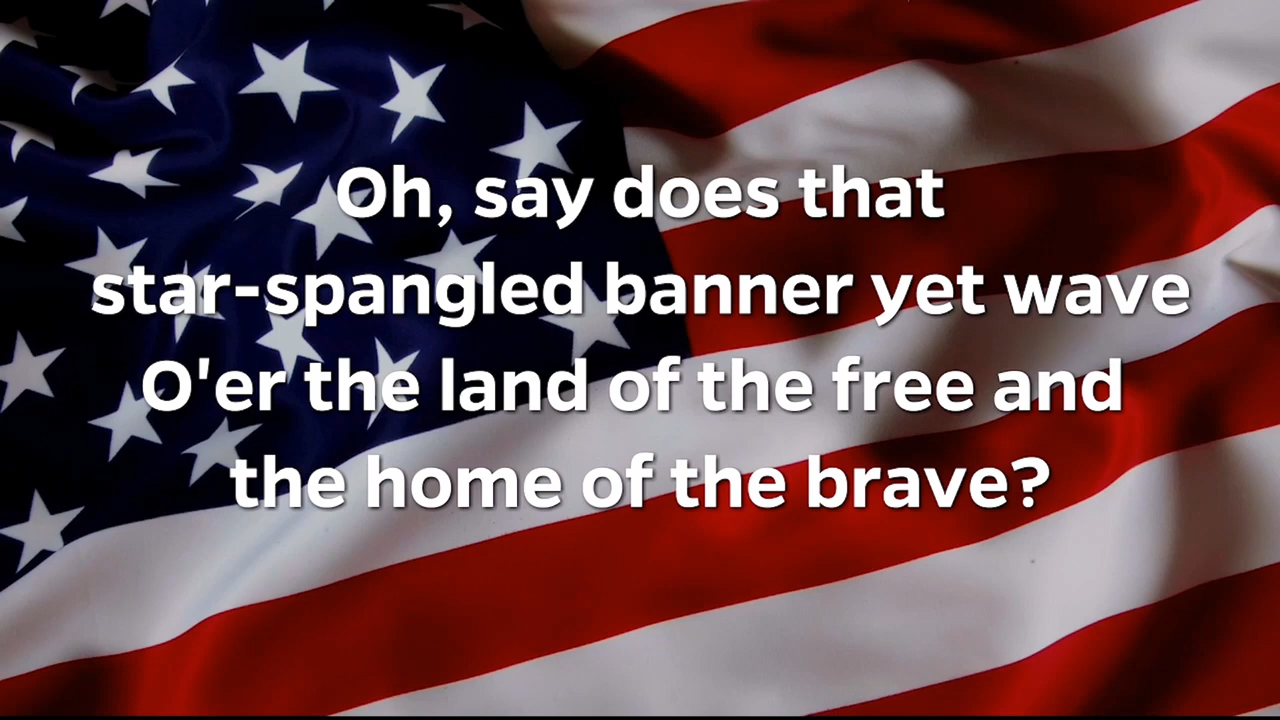 Oh, say does that
star-spangled banner yet wave
O'er the land of the free and
the home of the brave?